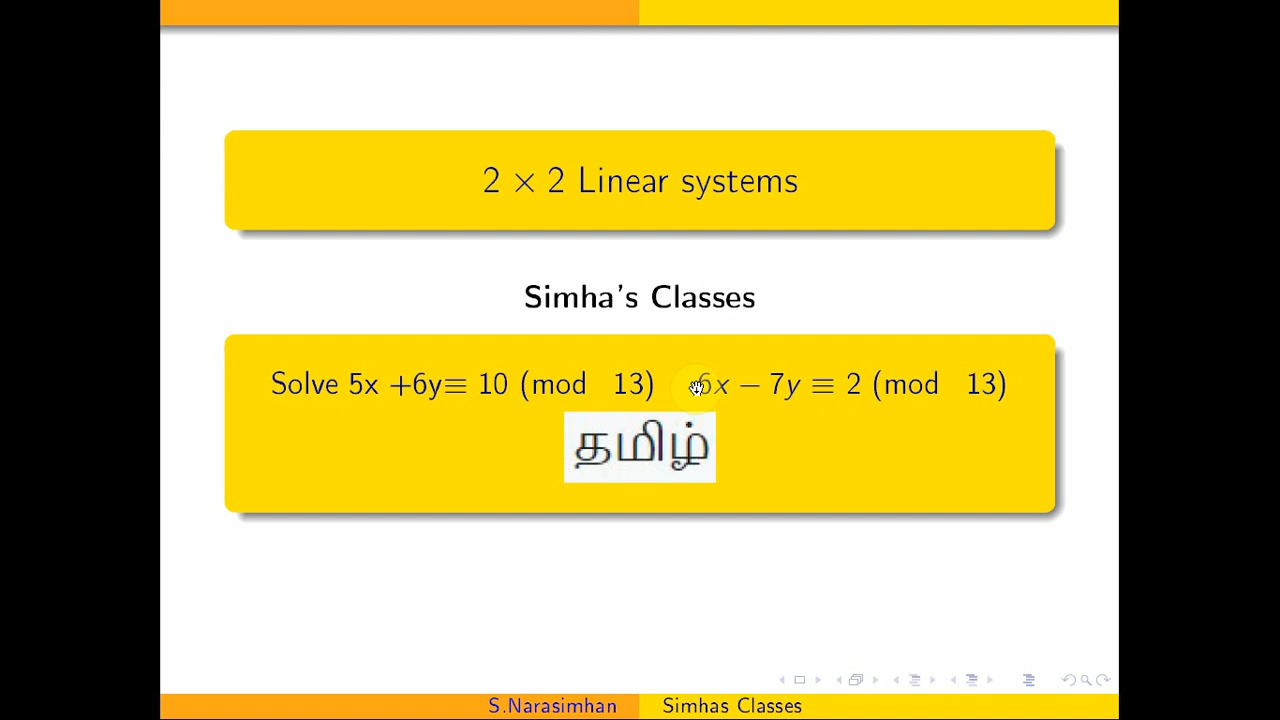 2 × 2 Linear systems
Simha's Classes
Solve 5x +6y≡ 10 (mod 13) 6x − 7y ≡ 2 (mod 13)
தமிழ்
S.Narasimhan Simhas Classes